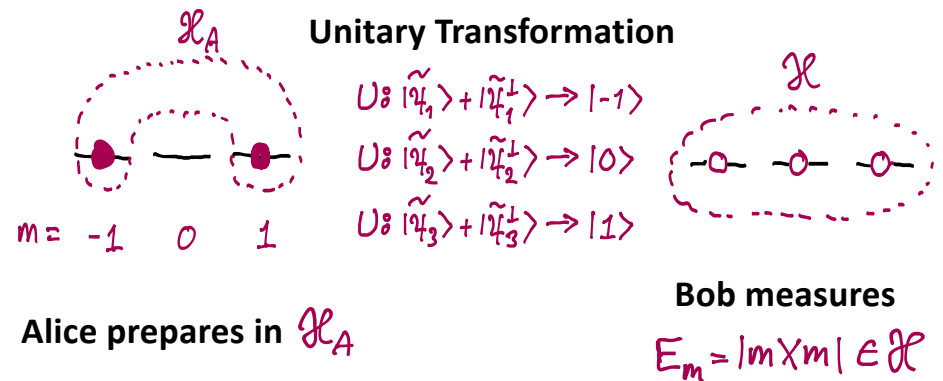 ℋ_A
Unitary Transformation
U: |ψ̃₁⟩ + |ψ̃₁^⊥⟩ → |-1⟩
U: |ψ̃₂⟩ + |ψ̃₂^⊥⟩ → |0⟩
U: |ψ̃₃⟩ + |ψ̃₃^⊥⟩ → |1⟩
ℋ
m = -1 0 1
Alice prepares in ℋ_A
Bob measures
E_m = |m⟩⟨m| ∈ ℋ